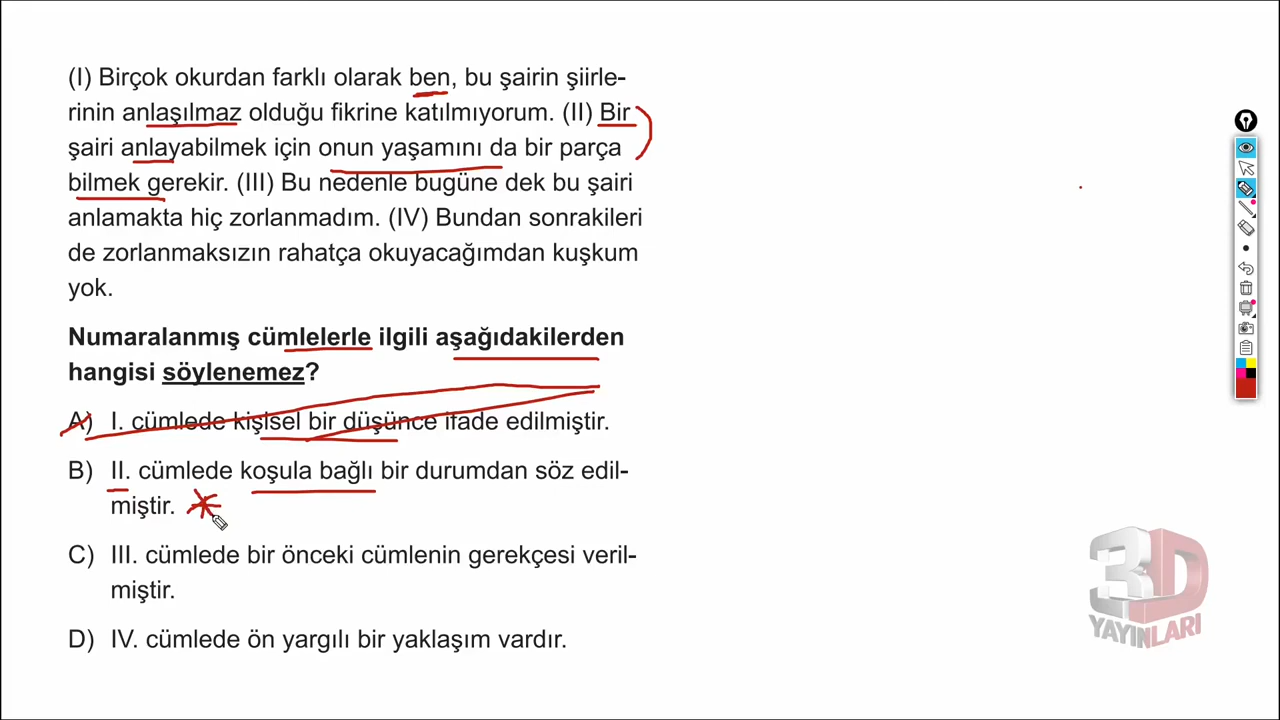 (I) Birçok okurdan farklı olarak ben, bu şairin şiirle-
rinin anlaşılmaz olduğu fikrine katılmıyorum. (II) Bir
şairi anlayabilmek için onun yaşamını da bir parça
bilmek gerekir. (III) Bu nedenle bugüne dek bu şairi
anlamakta hiç zorlanmadım. (IV) Bundan sonrakileri
de zorlanmaksızın rahatça okuyacağımdan kuşkum
yok.
Numaralanmış cümlelerle ilgili aşağıdakilerden
hangisi söylenemez?
A) I. cümlede kişisel bir düşünce ifade edilmiştir.
B) II. cümlede koşula bağlı bir durumdan söz edil-
miştir.
C) III. cümlede bir önceki cümlenin gerekçesi veril-
miştir.
D) IV. cümlede ön yargılı bir yaklaşım vardır.
3D
YAYINLARI